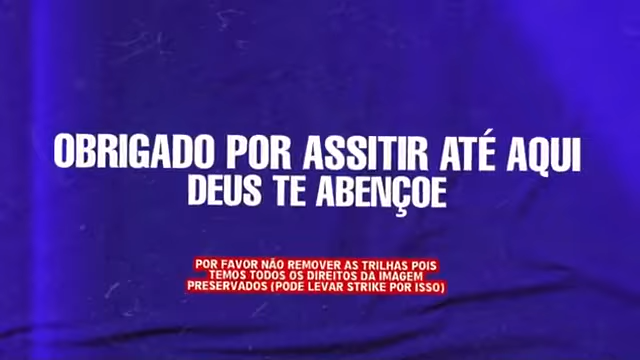 OBRIGADO POR ASSITIR ATÉ AQUI
DEUS TE ABENÇOE
POR FAVOR NÃO REMOVER AS TRILHAS POIS
TEMOS TODOS OS DIREITOS DA IMAGEM
PRESERVADOS (PODE LEVAR STRIKE POR ISSO)